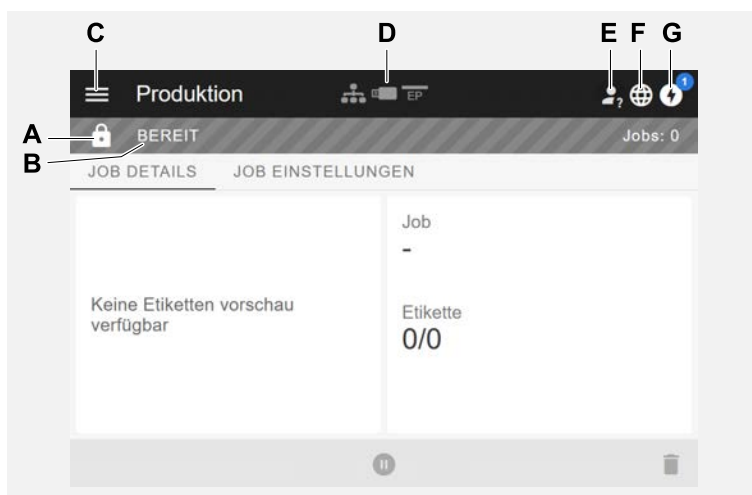 C
D
E F G
Produktion
EP
?
1
A
BEREIT
Jobs: 0
B
JOB DETAILS JOB EINSTELLUNGEN
Job
-
Keine Etiketten vorschau
verfügbar
Etikette
0/0